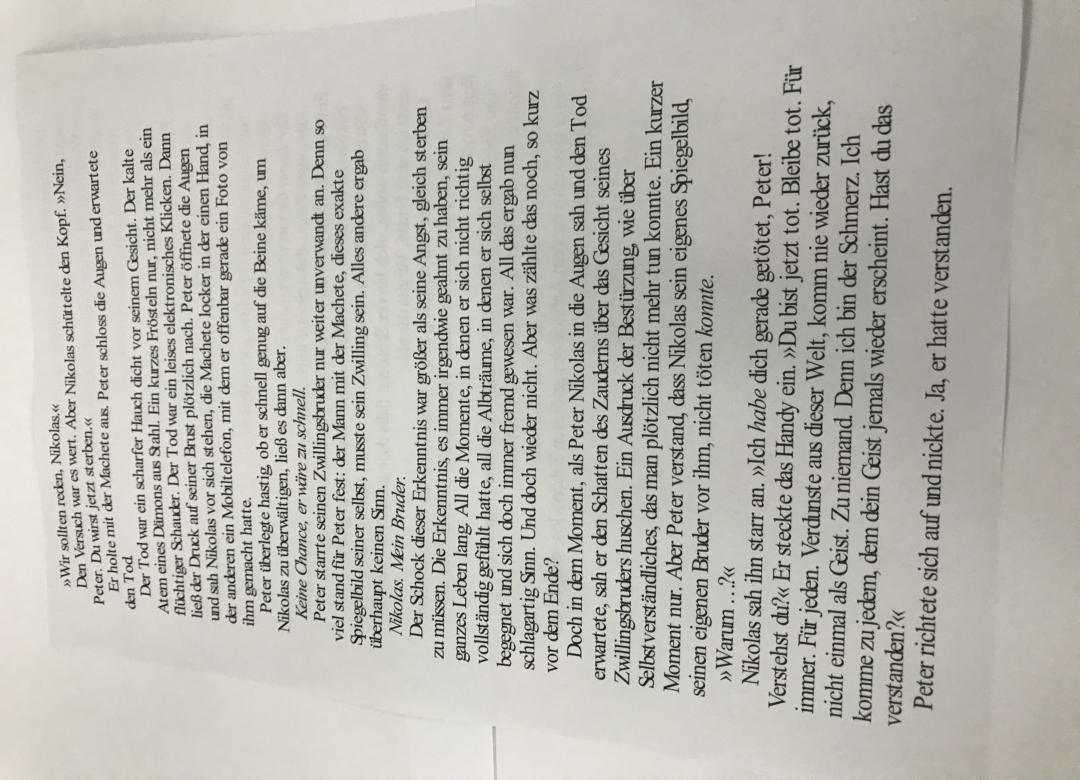 »Wir sollten reden, Nikolas.«
Den Versuch war es wert. Aber Nikolas schüttelte den Kopf. »Nein,
Peter. Du wirst jetzt sterben.«
Er holte mit der Machete aus. Peter schloss die Augen und erwartete
den Tod.
Der Tod war ein scharfer Hauch dicht vor seinem Gesicht. Der kalte
Atem eines Dämons aus Stahl. Ein kurzes Frösteln nur, nicht mehr als ein
flüchtiger Schauder. Der Tod war ein leises elektronisches Klicken. Dann
ließ der Druck auf seiner Brust plötzlich nach. Peter öffnete die Augen
und sah Nikolas vor sich stehen, die Machete locker in der einen Hand, in
der anderen ein Mobiltelefon, mit dem er offenbar gerade ein Foto von
ihm gemacht hatte.
Peter überlegte hastig, ob er schnell genug auf die Beine käme, um
Nikolas zu überwältigen, ließ es dann aber.
Keine Chance, er wäre zu schnell.
Peter starrte seinen Zwillingsbruder nur weiter unverwandt an. Denn so
viel stand für Peter fest: der Mann mit der Machete, dieses exakte
Spiegelbild seiner selbst, musste sein Zwilling sein. Alles andere ergab
überhaupt keinen Sinn.
Nikolas. Mein Bruder.
Der Schock dieser Erkenntnis war größer als seine Angst, gleich sterben
zu müssen. Die Erkenntnis, es immer irgendwie geahnt zu haben, sein
ganzes Leben lang. All die Momente, in denen er sich nicht richtig
vollständig gefühlt hatte, all die Albträume, in denen er sich selbst
begegnet und sich doch immer fremd gewesen war. All das ergab nun
schlagartig Sinn. Und doch wieder nicht. Aber was zählte das noch, so kurz
vor dem Ende?
Doch in dem Moment, als Peter Nikolas in die Augen sah und den Tod
erwartete, sah er den Schatten des Zauderns über das Gesicht seines
Zwillingsbruders huschen. Ein Ausdruck der Bestürzung, wie über
Selbstverständliches, das man plötzlich nicht mehr tun konnte. Ein kurzer
Moment nur. Aber Peter verstand, dass Nikolas sein eigenes Spiegelbild,
seinen eigenen Bruder vor ihm, nicht töten konnte.
»Warum ...?«
Nikolas sah ihn starr an. »Ich habe dich gerade getötet, Peter!
Verstehst du?« Er steckte das Handy ein. »Du bist jetzt tot. Bleibe tot. Für
immer. Für jeden. Verdunste aus dieser Welt, komm nie wieder zurück,
nicht einmal als Geist. Zu niemand. Denn ich bin der Schmerz. Ich
komme zu jedem, dem dein Geist jemals wieder erscheint. Hast du das
verstanden?«
Peter richtete sich auf und nickte. Ja, er hatte verstanden.